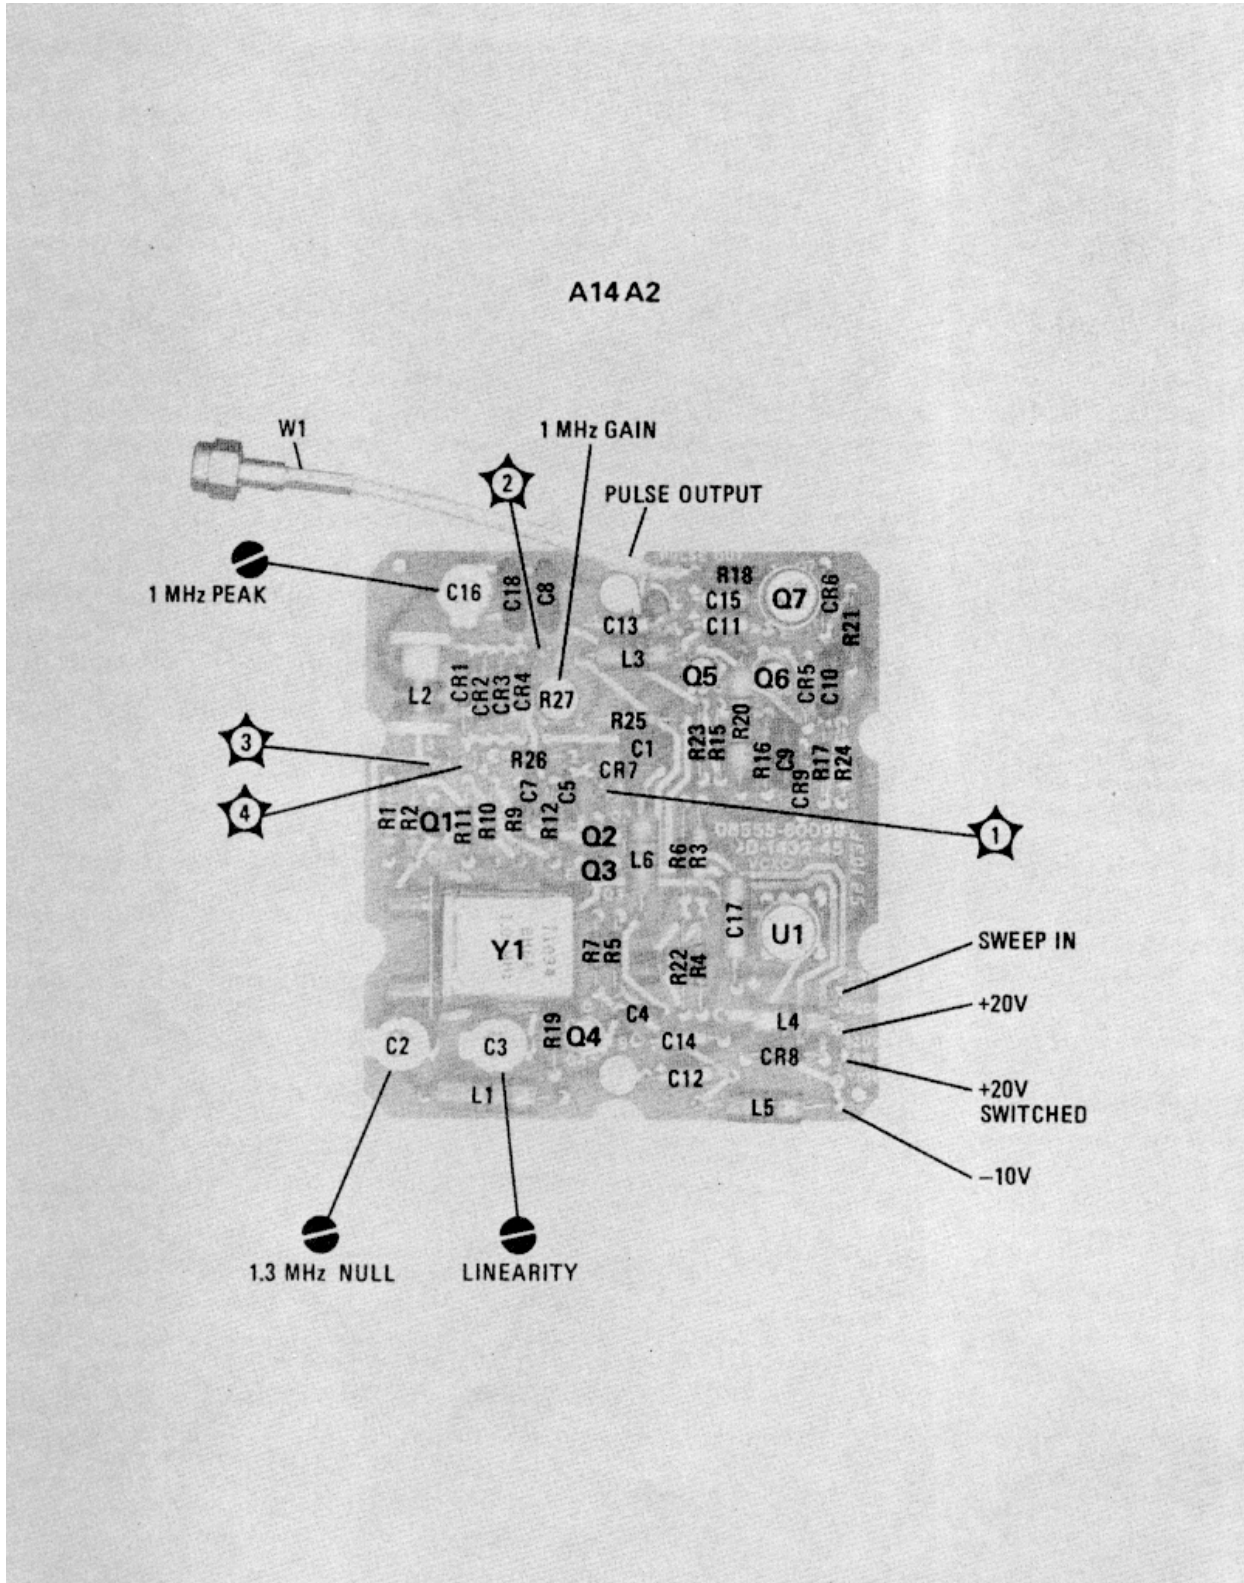 A14 A2
W1
1 MHz GAIN
2
PULSE OUTPUT
1 MHz PEAK
C16
C18
C8
R18
C15
Q7
CR6
R21
C13
C11
L3
Q5
Q6
CR5
C10
L2
CR1
CR2
CR3
CR4
R27
R25
R20
3
C1
R23
R15
R26
CR7
R16
C9
CR9
R17
R24
4
C7
C5
R1
R2
Q1
R11
R10
R9
R12
Q2
1
Q3
L6
R6
R3
Y1
R7
R5
R22
R4
C17
U1
SWEEP IN
+20V
C4
L4
C2
C3
R19
Q4
C14
CR8
C12
+20V
SWITCHED
L1
L5
–10V
1.3 MHz NULL
LINEARITY